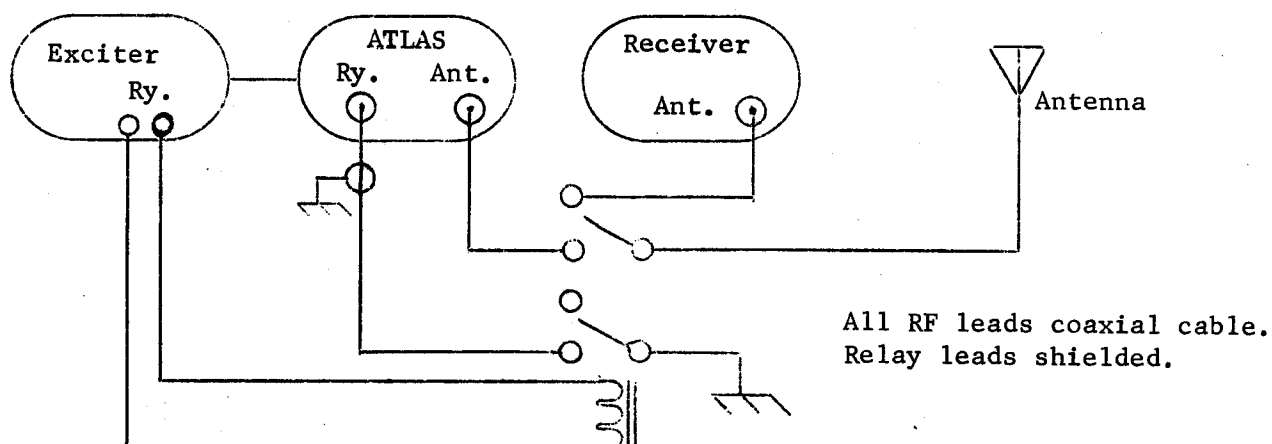 Exciter
Ry.
ATLAS
Ry. Ant.
Receiver
Ant.
Antenna
All RF leads coaxial cable.
Relay leads shielded.